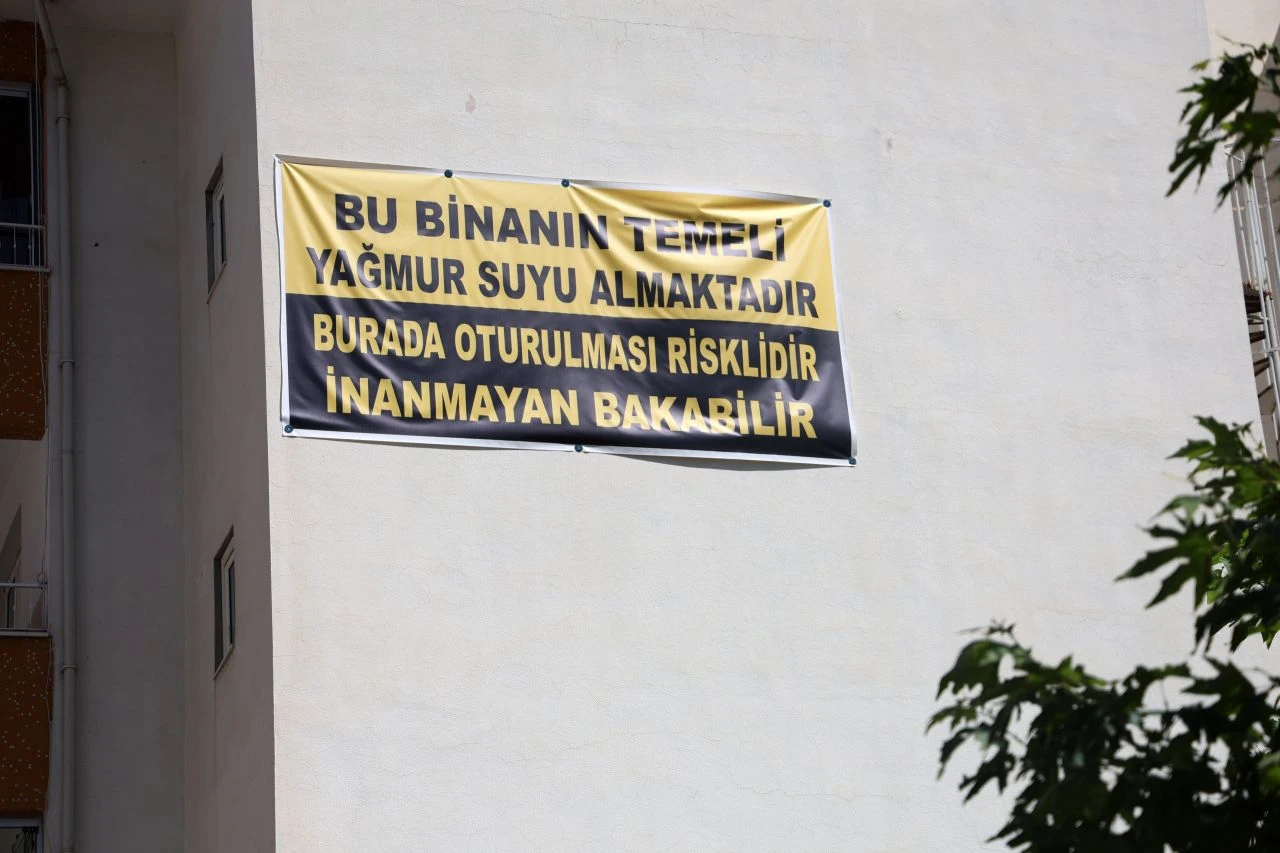 BU BİNANIN TEMELİ
YAĞMUR SUYU ALMAKTADIR
BURADA OTURULMASI RİSKLİDİR
İNANMAYAN BAKABİLİR